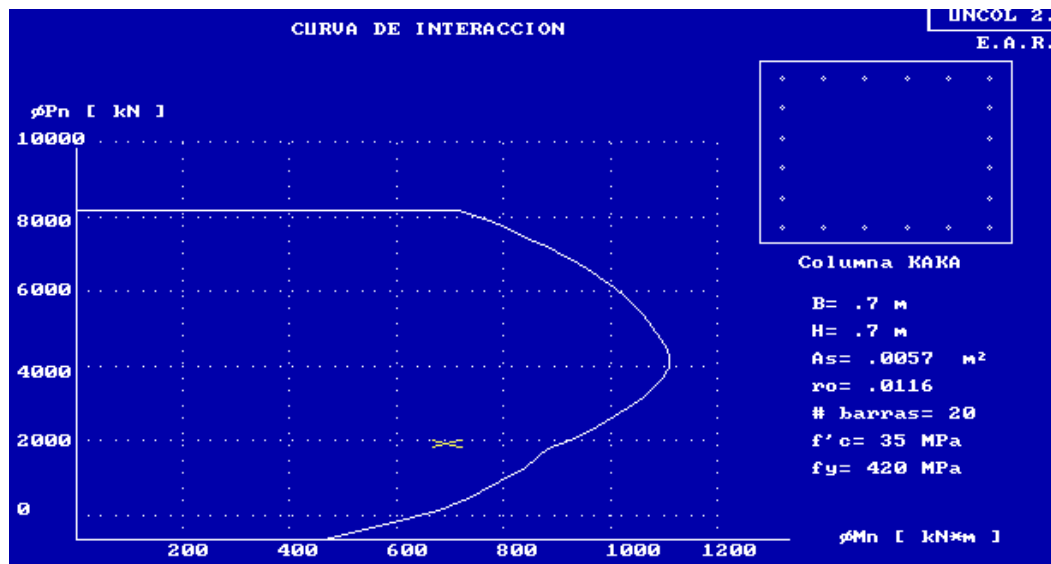 UNCOL 2.
CURVA DE INTERACCION
E.A.R.
øPn [ kN ]
10000
8000
6000
4000
2000
0
200 400 600 800 1000 1200
øMn [ kN*m ]
Columna KAKA
B= .7 m
H= .7 m
As= .0057 m²
ro= .0116
# barras= 20
f'c= 35 MPa
fy= 420 MPa